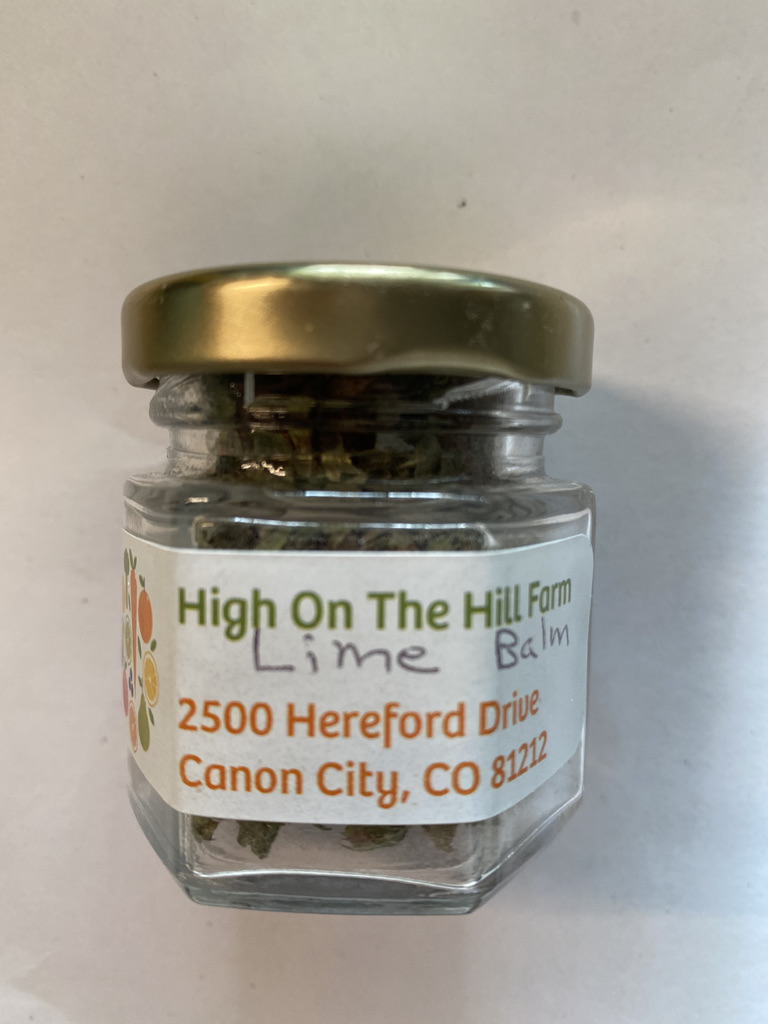 High On The Hill Farm
Lime Balm
2500 Hereford Drive
Canon City, CO 81212